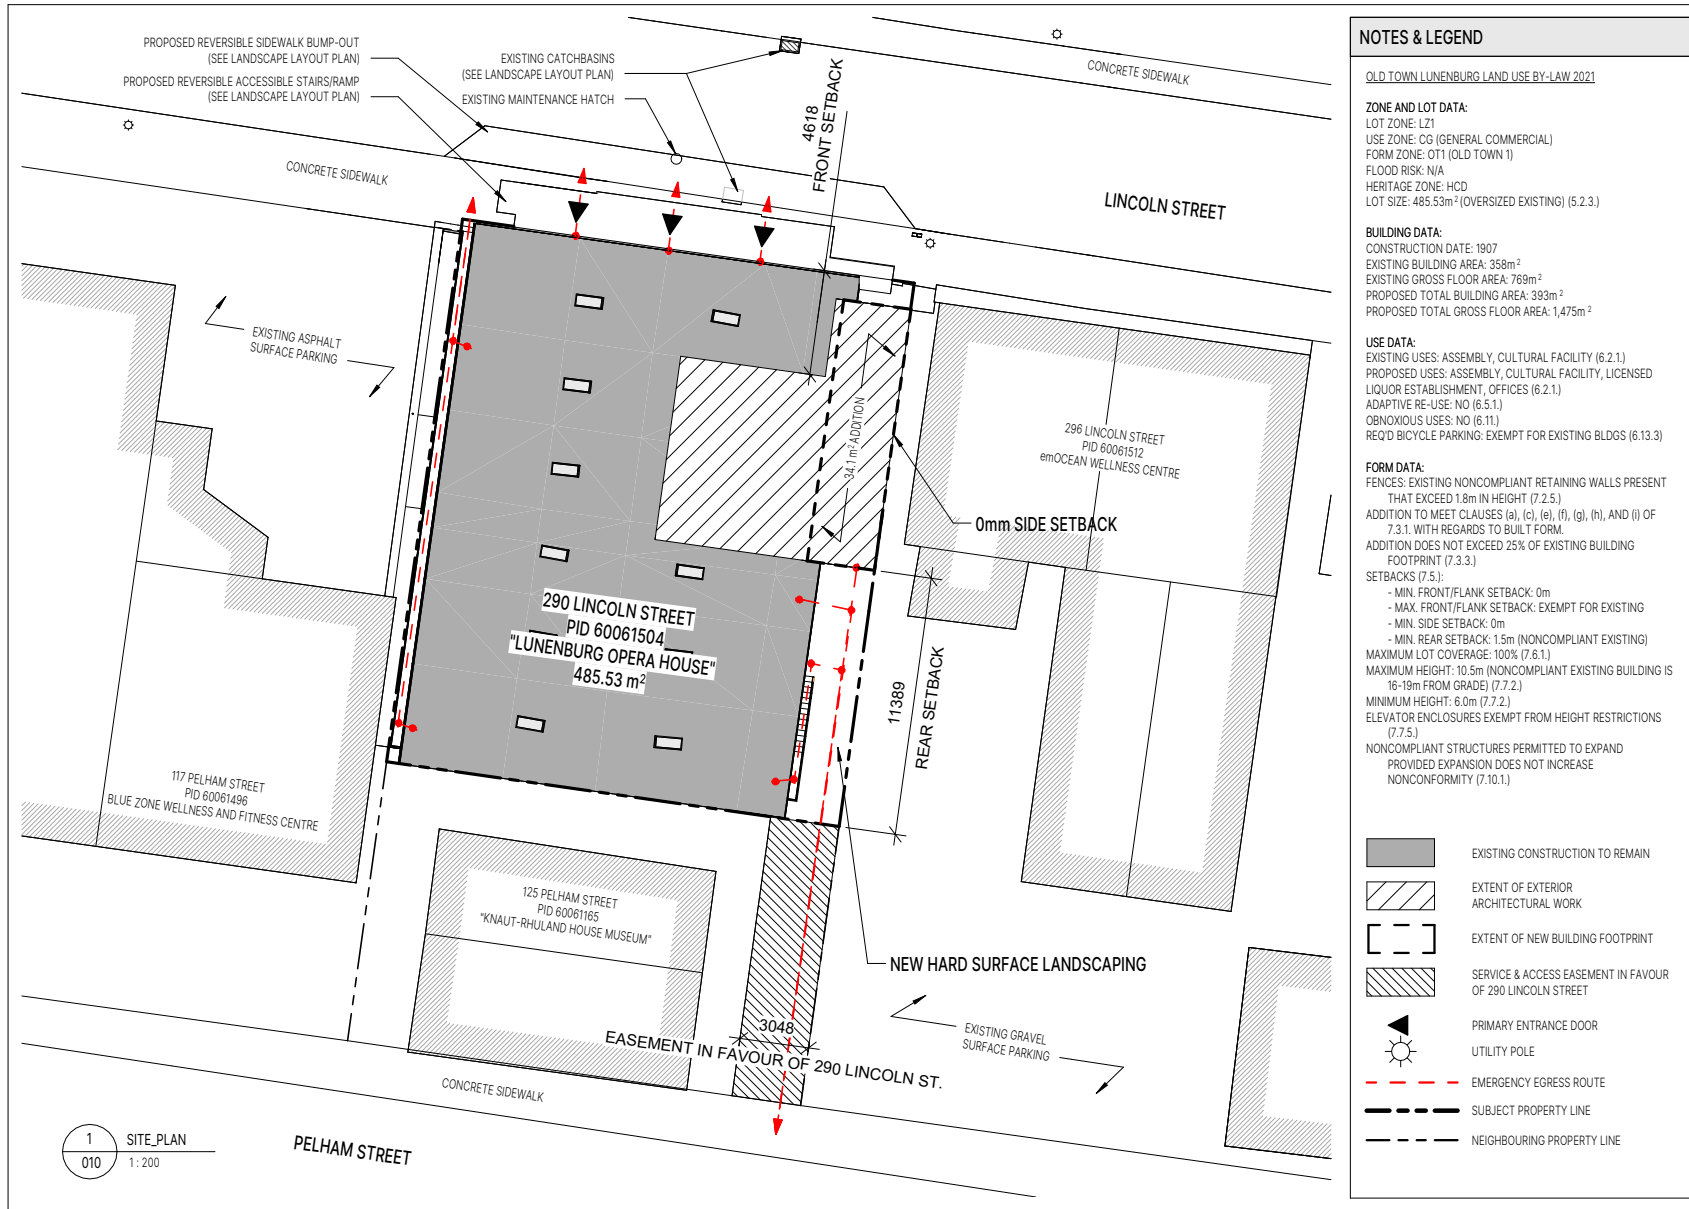 PROPOSED REVERSIBLE SIDEWALK BUMP-OUT
(SEE LANDSCAPE LAYOUT PLAN)
PROPOSED REVERSIBLE ACCESSIBLE STAIRS/RAMP
(SEE LANDSCAPE LAYOUT PLAN)
EXISTING CATCHBASINS
(SEE LANDSCAPE LAYOUT PLAN)
EXISTING MAINTENANCE HATCH
4618
FRONT SETBACK
CONCRETE SIDEWALK
CONCRETE SIDEWALK
LINCOLN STREET
EXISTING ASPHALT
SURFACE PARKING
34.1 m² ADDITION
296 LINCOLN STREET
PID 60061512
emOCEAN WELLNESS CENTRE
0mm SIDE SETBACK
290 LINCOLN STREET
PID 60061504
"LUNENBURG OPERA HOUSE"
485.53 m²
11389
REAR SETBACK
117 PELHAM STREET
PID 60061496
BLUE ZONE WELLNESS AND FITNESS CENTRE
125 PELHAM STREET
PID 60061165
"KNAUT-RHULAND HOUSE MUSEUM"
NEW HARD SURFACE LANDSCAPING
3048
EASEMENT IN FAVOUR OF 290 LINCOLN ST.
EXISTING GRAVEL
SURFACE PARKING
CONCRETE SIDEWALK
PELHAM STREET
1
010
SITE_PLAN
1 : 200
NOTES & LEGEND
OLD TOWN LUNENBURG LAND USE BY-LAW 2021
ZONE AND LOT DATA:
LOT ZONE: LZ1
USE ZONE: CG (GENERAL COMMERCIAL)
FORM ZONE: OT1 (OLD TOWN 1)
FLOOD RISK: N/A
HERITAGE ZONE: HCD
LOT SIZE: 485.53m² (OVERSIZED EXISTING) (5.2.3.)
BUILDING DATA:
CONSTRUCTION DATE: 1907
EXISTING BUILDING AREA: 358m²
EXISTING GROSS FLOOR AREA: 769m²
PROPOSED TOTAL BUILDING AREA: 393m²
PROPOSED TOTAL GROSS FLOOR AREA: 1,475m²
USE DATA:
EXISTING USES: ASSEMBLY, CULTURAL FACILITY (6.2.1.)
PROPOSED USES: ASSEMBLY, CULTURAL FACILITY, LICENSED
LIQUOR ESTABLISHMENT, OFFICES (6.2.1.)
ADAPTIVE RE-USE: NO (6.5.1.)
OBNOXIOUS USES: NO (6.11.)
REQ'D BICYCLE PARKING: EXEMPT FOR EXISTING BLDGS (6.13.3)
FORM DATA:
FENCES: EXISTING NONCOMPLIANT RETAINING WALLS PRESENT
THAT EXCEED 1.8m IN HEIGHT (7.2.5.)
ADDITION TO MEET CLAUSES (a), (c), (e), (f), (g), (h), AND (i) OF
7.3.1. WITH REGARDS TO BUILT FORM.
ADDITION DOES NOT EXCEED 25% OF EXISTING BUILDING
FOOTPRINT (7.3.3.)
SETBACKS (7.5.):
- MIN. FRONT/FLANK SETBACK: 0m
- MAX. FRONT/FLANK SETBACK: EXEMPT FOR EXISTING
- MIN. SIDE SETBACK: 0m
- MIN. REAR SETBACK: 1.5m (NONCOMPLIANT EXISTING)
MAXIMUM LOT COVERAGE: 100% (7.6.1.)
MAXIMUM HEIGHT: 10.5m (NONCOMPLIANT EXISTING BUILDING IS
16-19m FROM GRADE) (7.7.2.)
MINIMUM HEIGHT: 6.0m (7.7.2.)
ELEVATOR ENCLOSURES EXEMPT FROM HEIGHT RESTRICTIONS
(7.7.5.)
NONCOMPLIANT STRUCTURES PERMITTED TO EXPAND
PROVIDED EXPANSION DOES NOT INCREASE
NONCONFORMITY (7.10.1.)
EXISTING CONSTRUCTION TO REMAIN
EXTENT OF EXTERIOR
ARCHITECTURAL WORK
EXTENT OF NEW BUILDING FOOTPRINT
SERVICE & ACCESS EASEMENT IN FAVOUR
OF 290 LINCOLN STREET
PRIMARY ENTRANCE DOOR
UTILITY POLE
EMERGENCY EGRESS ROUTE
SUBJECT PROPERTY LINE
NEIGHBOURING PROPERTY LINE